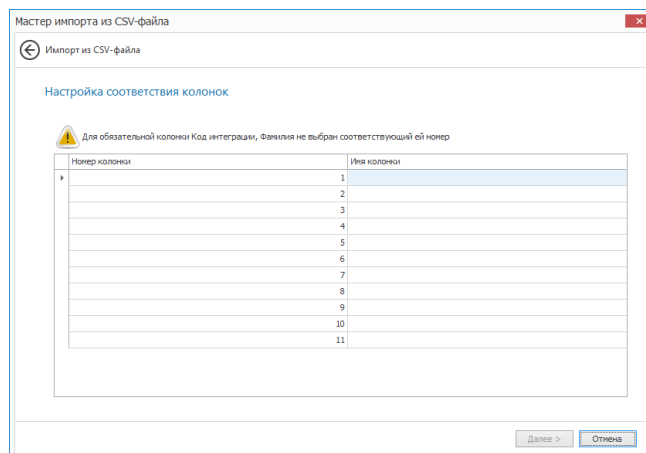 Мастер импорта из CSV-файла
Импорт из CSV-файла
Настройка соответствия колонок
Для обязательной колонки Код интеграции, Фамилия не выбран соответствующий ей номер
Номер колонки Имя колонки
1
2
3
4
5
6
7
8
9
10
11
Далее > Отмена